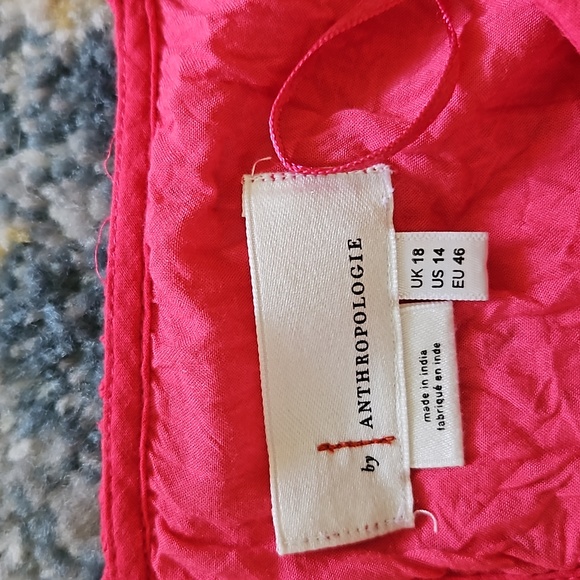 by ANTHROPOLOGIE
UK 18
US 14
EU 46
made in india
fabriqué en inde